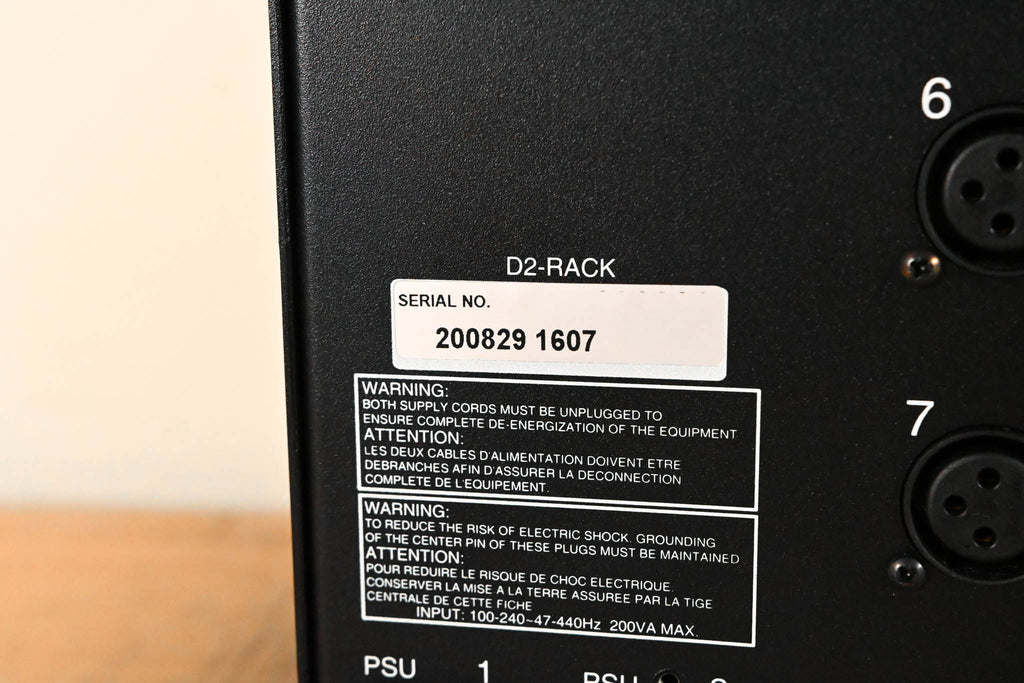 6
D2-RACK
SERIAL NO.
200829 1607
WARNING:
BOTH SUPPLY CORDS MUST BE UNPLUGGED TO
ENSURE COMPLETE DE-ENERGIZATION OF THE EQUIPMENT
ATTENTION:
LES DEUX CABLES D'ALIMENTATION DOIVENT ETRE
DEBRANCHES AFIN D'ASSURER LA DECONNECTION
COMPLETE DE L'EQUIPEMENT.
7
WARNING:
TO REDUCE THE RISK OF ELECTRIC SHOCK. GROUNDING
OF THE CENTER PIN OF THESE PLUGS MUST BE MAINTAINED
ATTENTION:
POUR REDUIRE LE RISQUE DE CHOC ELECTRIQUE.
CONSERVER LA MISE A LA TERRE ASSUREE PAR LA TIGE
CENTRALE DE CETTE FICHE
INPUT: 100-240~47-440Hz 200VA MAX.
PSU 1 PSU